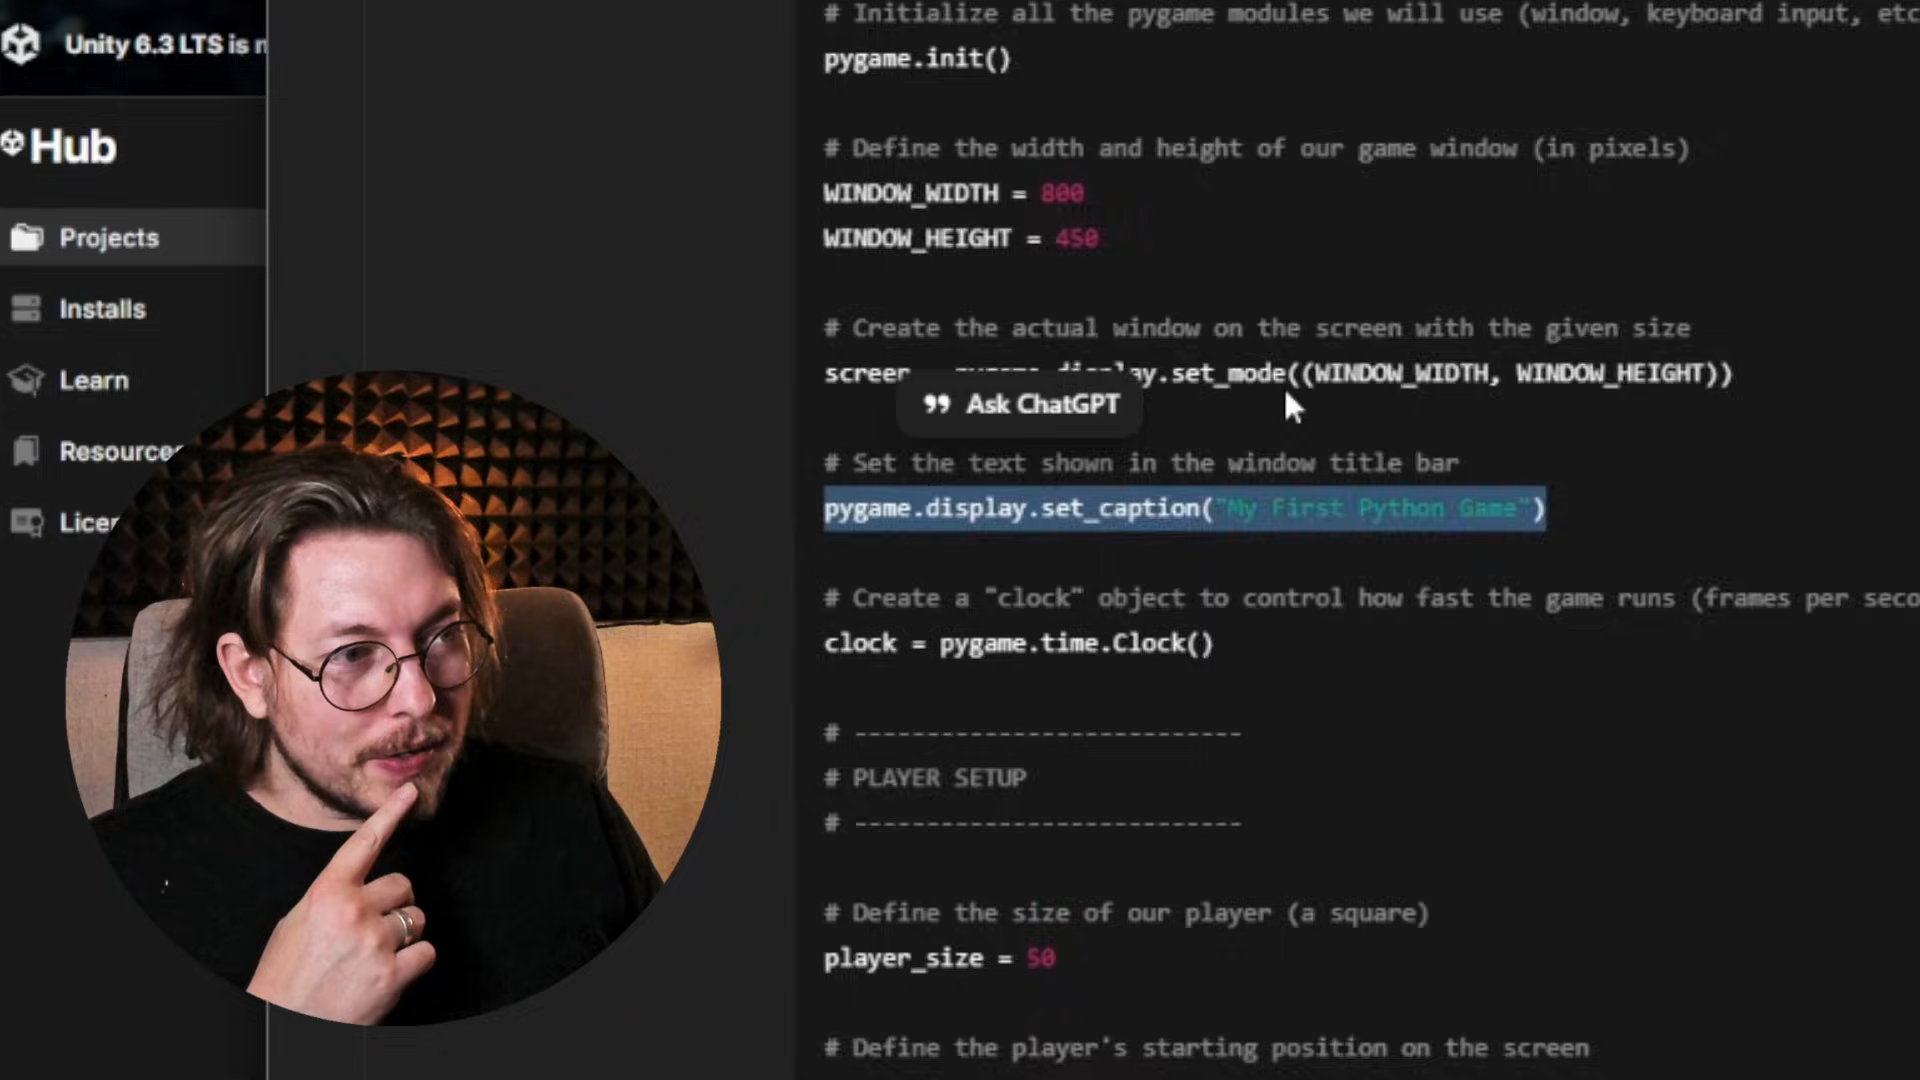 Unity 6.3 LTS is
Hub
Projects
Installs
Learn
Resources
# Initialize all the pygame modules we will use (window, keyboard input, etc
pygame.init()
# Define the width and height of our game window (in pixels)
WINDOW_WIDTH = 800
WINDOW_HEIGHT = 450
# Create the actual window on the screen with the given size
screen pygame.display.set_mode((WINDOW_WIDTH, WINDOW_HEIGHT))
" Ask ChatGPT
# Set the text shown in the window title bar
pygame.display.set_caption("My First Python Game")
# Create a "clock" object to control how fast the game runs (frames per seco
clock = pygame.time.Clock()
# ---------------------------
# PLAYER SETUP
# ---------------------------
# Define the size of our player (a square)
player_size = 50
# Define the player's starting position on the screen